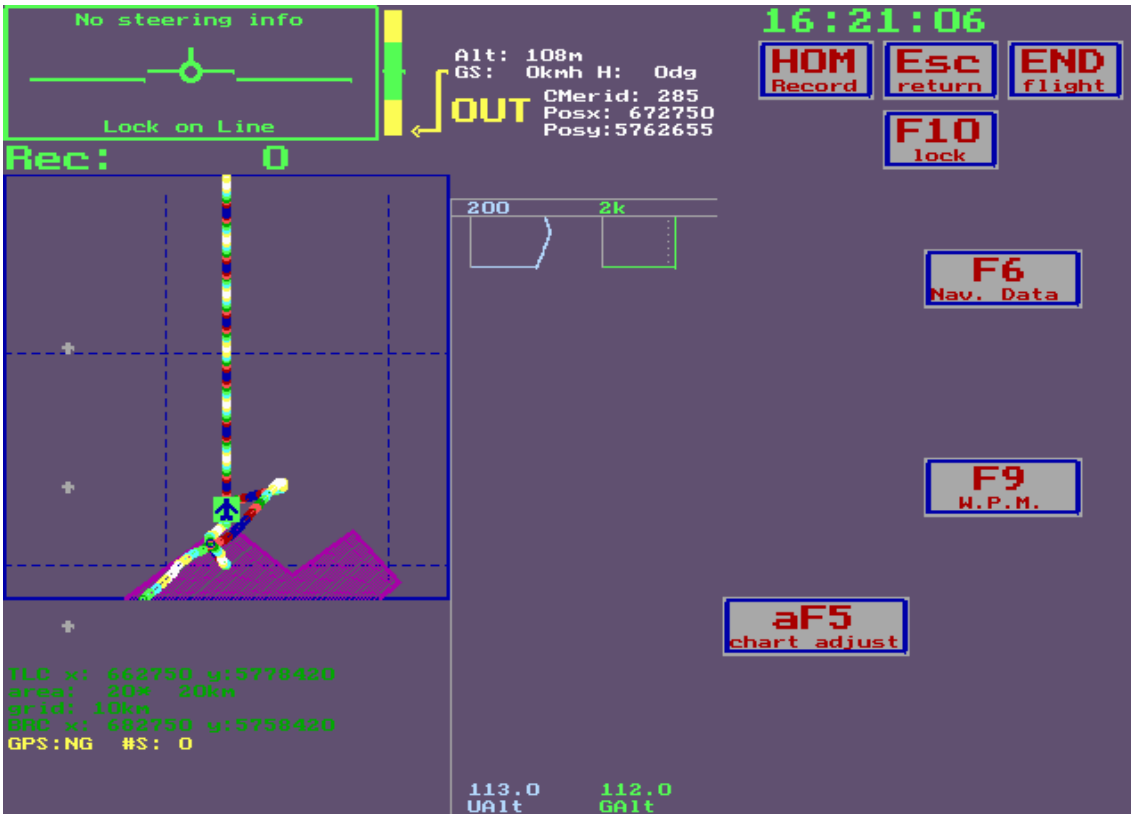 No steering info
Lock on Line
Alt: 108m
GS: 0kmh H: 0dg
OUT
CMerid: 285
Posx: 672750
Posy:5762655
16:21:06
HOM
Record
Esc
return
END
flight
F10
lock
Rec: 0
200 2k
F6
Nav. Data
F9
W.P.M.
aF5
chart adjust
TLC x: 662750 y:5778420
area: 20* 20km
grid: 10km
BRC x: 682750 y:5758420
GPS:NG #S: 0
113.0 112.0
UAlt GAlt